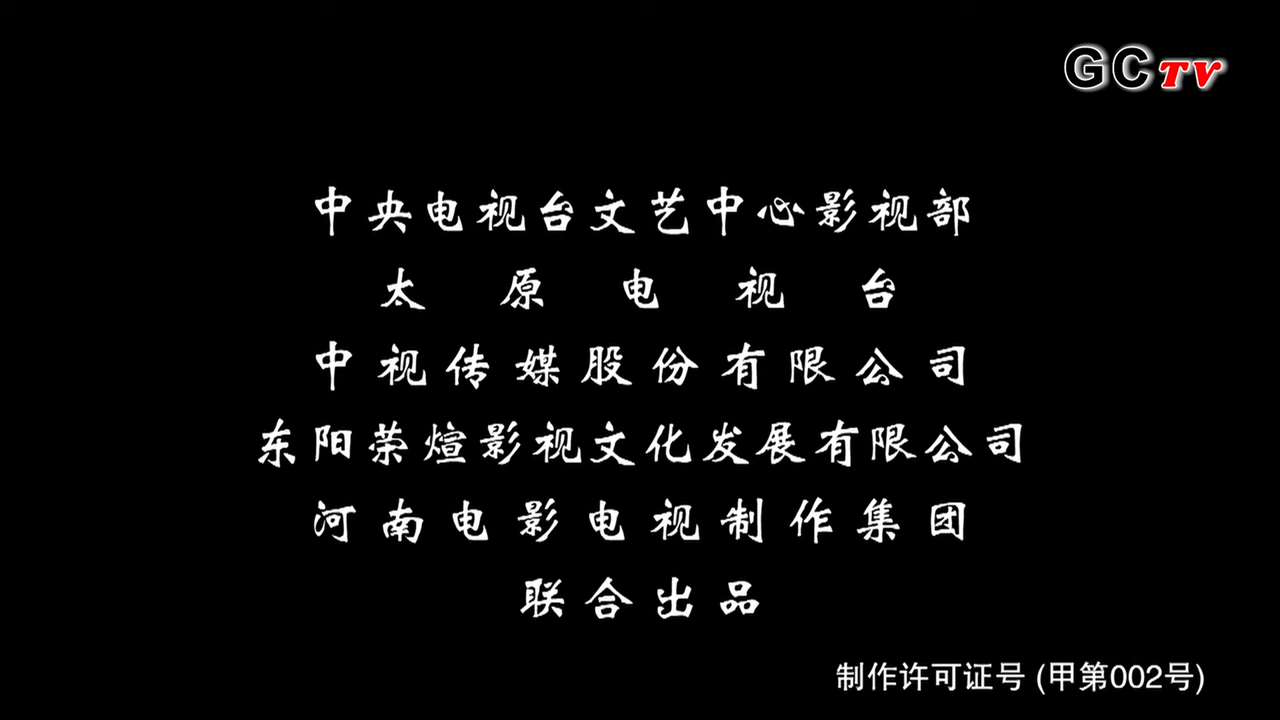 GCTV
中央电视台文艺中心影视部
太原电视台
中视传媒股份有限公司
东阳荣煊影视文化发展有限公司
河南电影电视制作集团
联合出品
制作许可证号 (甲第002号)